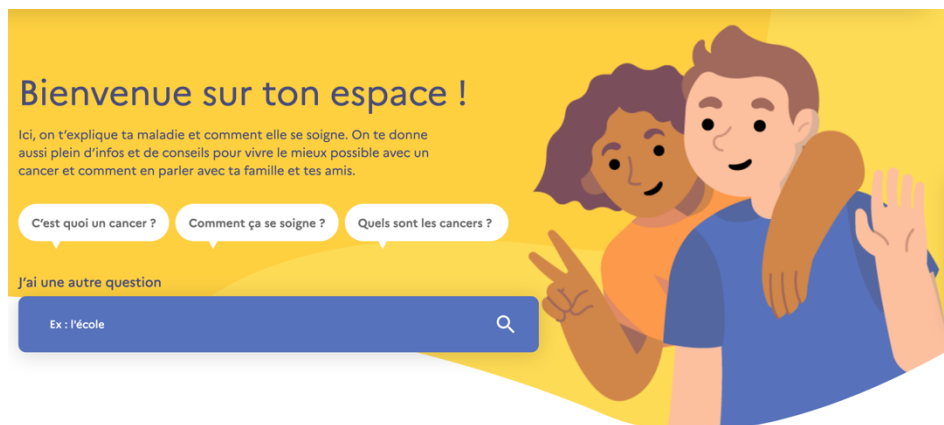 Bienvenue sur ton espace !
Ici, on t’explique ta maladie et comment elle se soigne. On te donne
aussi plein d’infos et de conseils pour vivre le mieux possible avec un
cancer et comment en parler avec ta famille et tes amis.
C’est quoi un cancer ? Comment ça se soigne ? Quels sont les cancers ?
J’ai une autre question
Ex : l'école